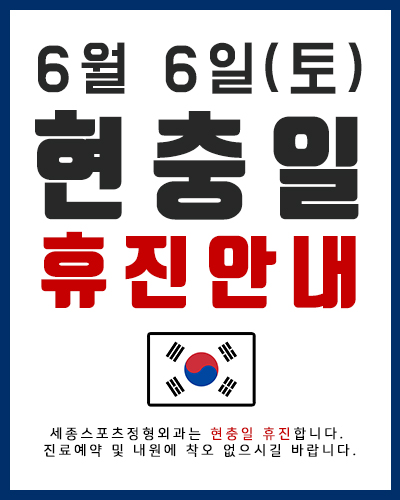 6월 6일(토)
현충일
휴진안내
세종스포츠정형외과는 현충일 휴진합니다.
진료예약 및 내원에 착오 없으시길 바랍니다.